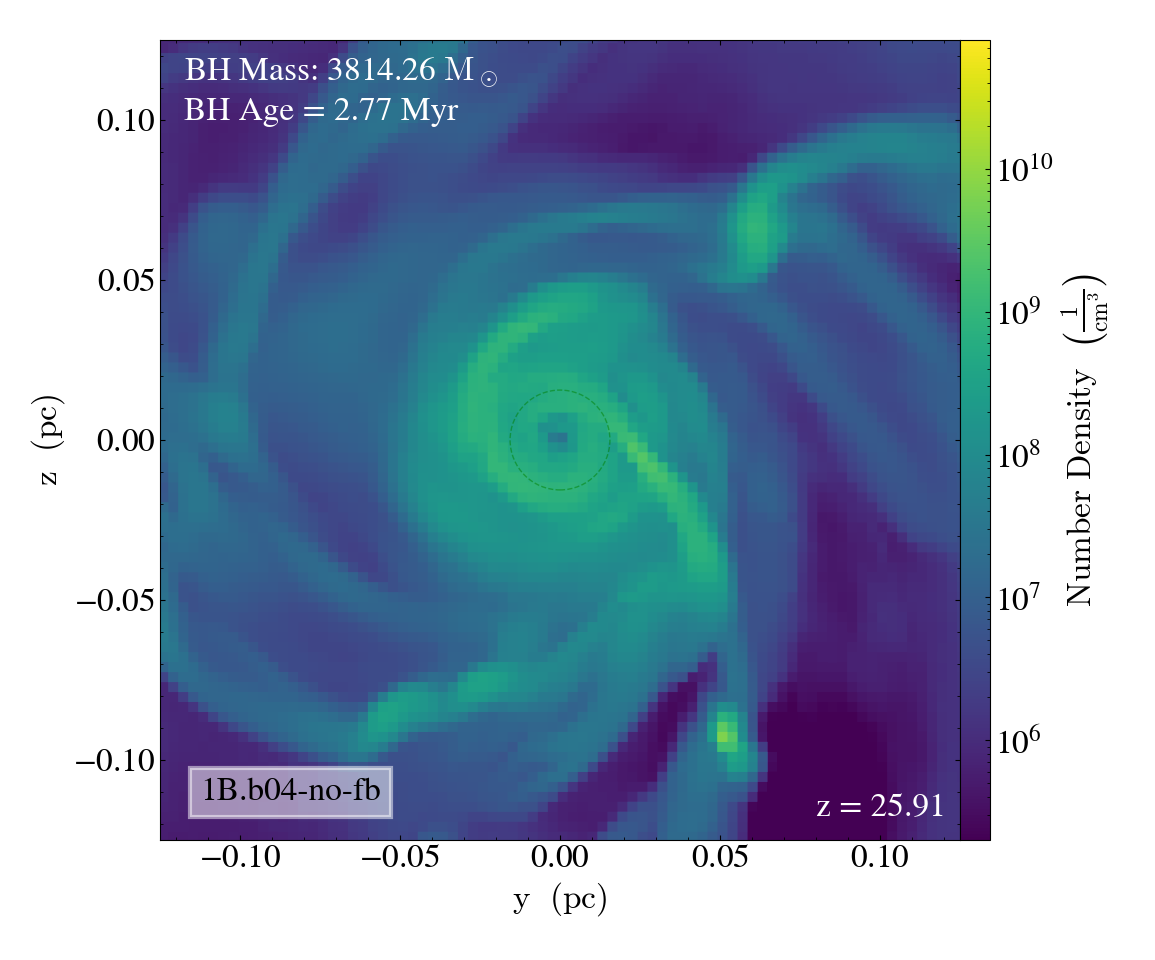 BH Mass: 3814.26 M⊙
BH Age = 2.77 Myr
0.10
0.05
0.00
−0.05
−0.10
z (pc)
1B.b04-no-fb
z = 25.91
−0.10 −0.05 0.00 0.05 0.10
y (pc)
10^10
10^9
10^8
10^7
10^6
Number Density (1/cm^3)